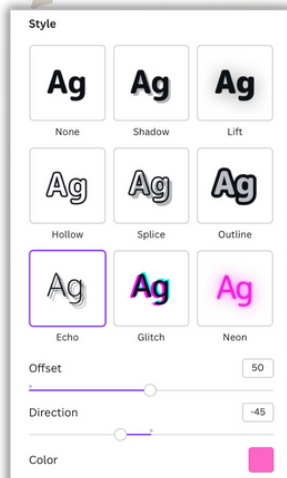 Style
Ag Ag Ag
None Shadow Lift
Ag Ag Ag
Hollow Splice Outline
Ag Ag Ag
Echo Glitch Neon
Offset 50
Direction -45
Color